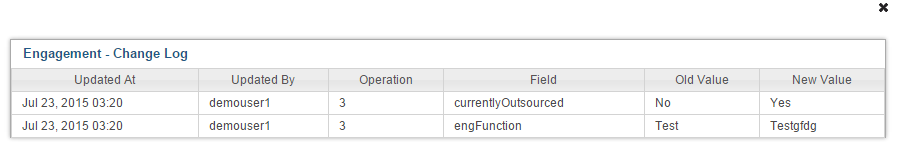 Engagement - Change Log
Updated At Updated By Operation Field Old Value New Value
Jul 23, 2015 03:20 demouser1 3 currentlyOutsourced No Yes
Jul 23, 2015 03:20 demouser1 3 engFunction Test Testgfdg